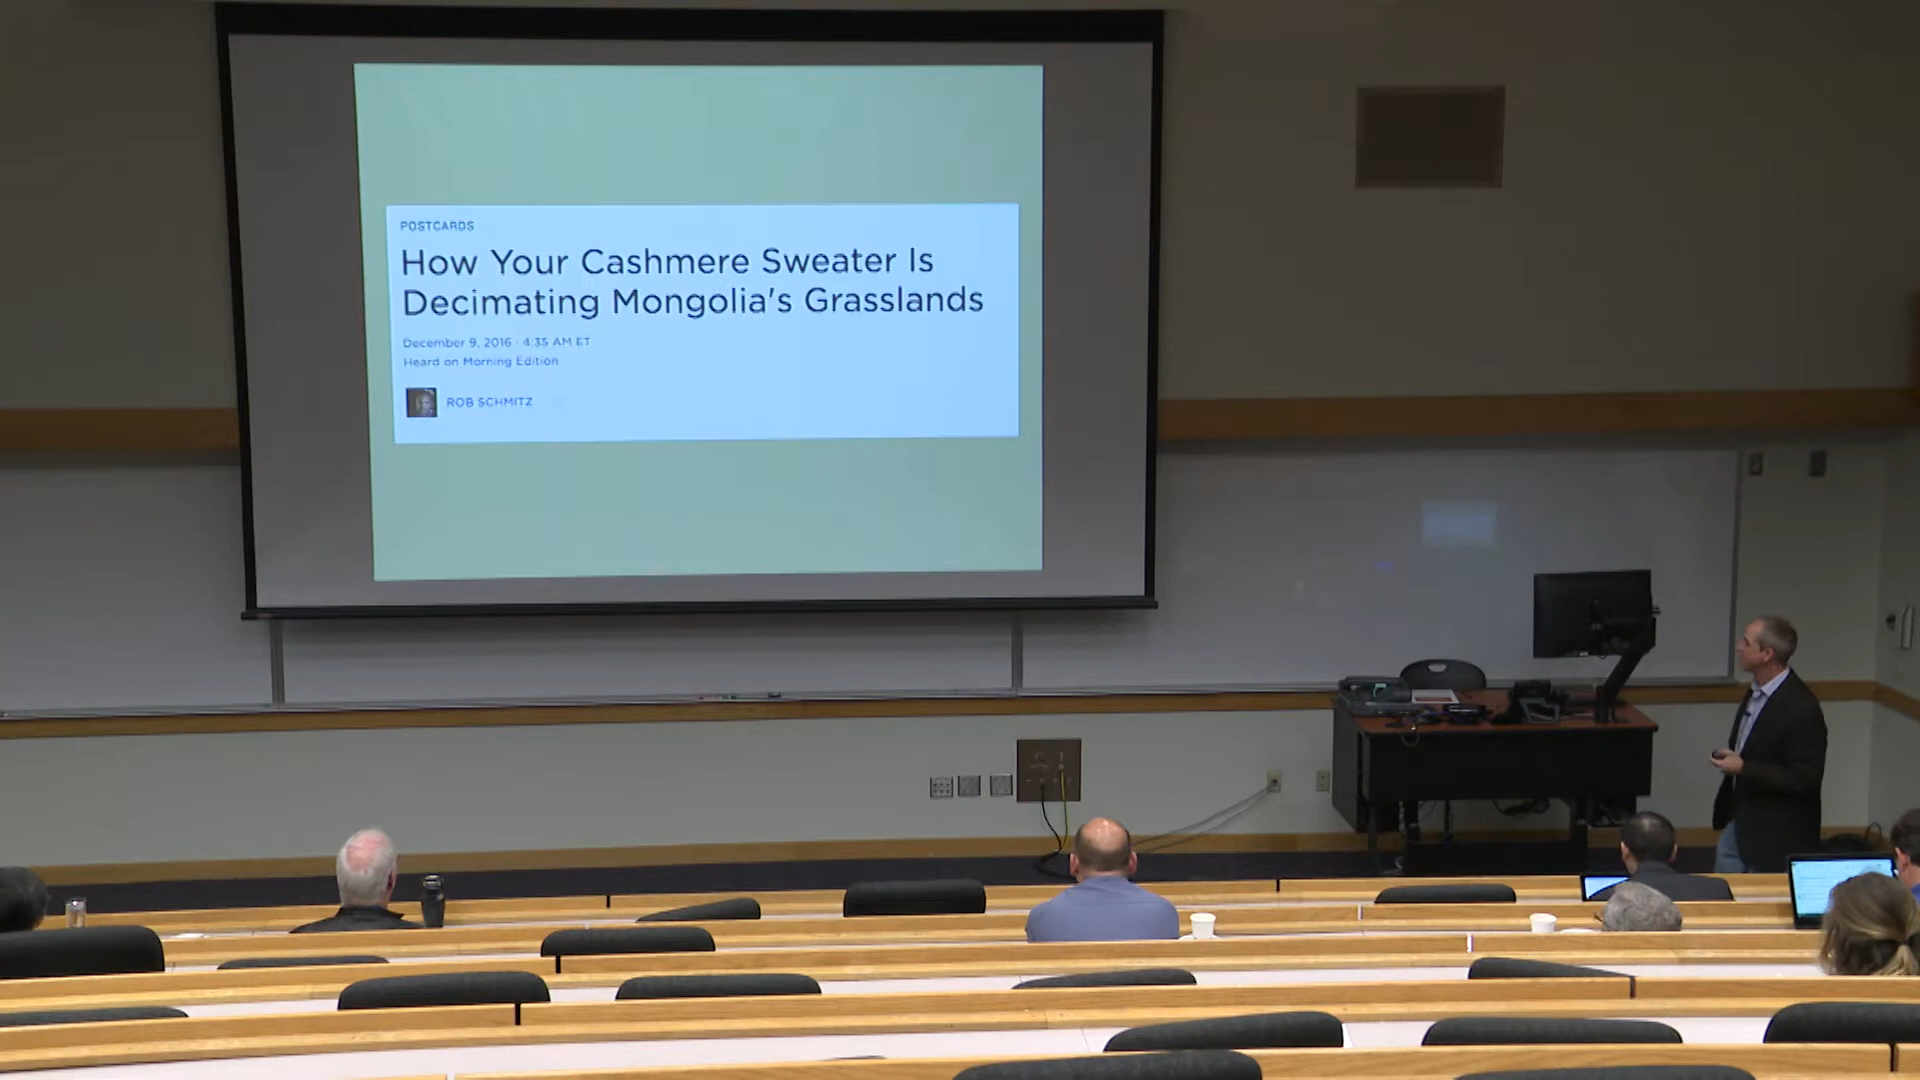 POSTCARDS
How Your Cashmere Sweater Is
Decimating Mongolia's Grasslands
December 9, 2016 · 4:35 AM ET
Heard on Morning Edition
ROB SCHMITZ